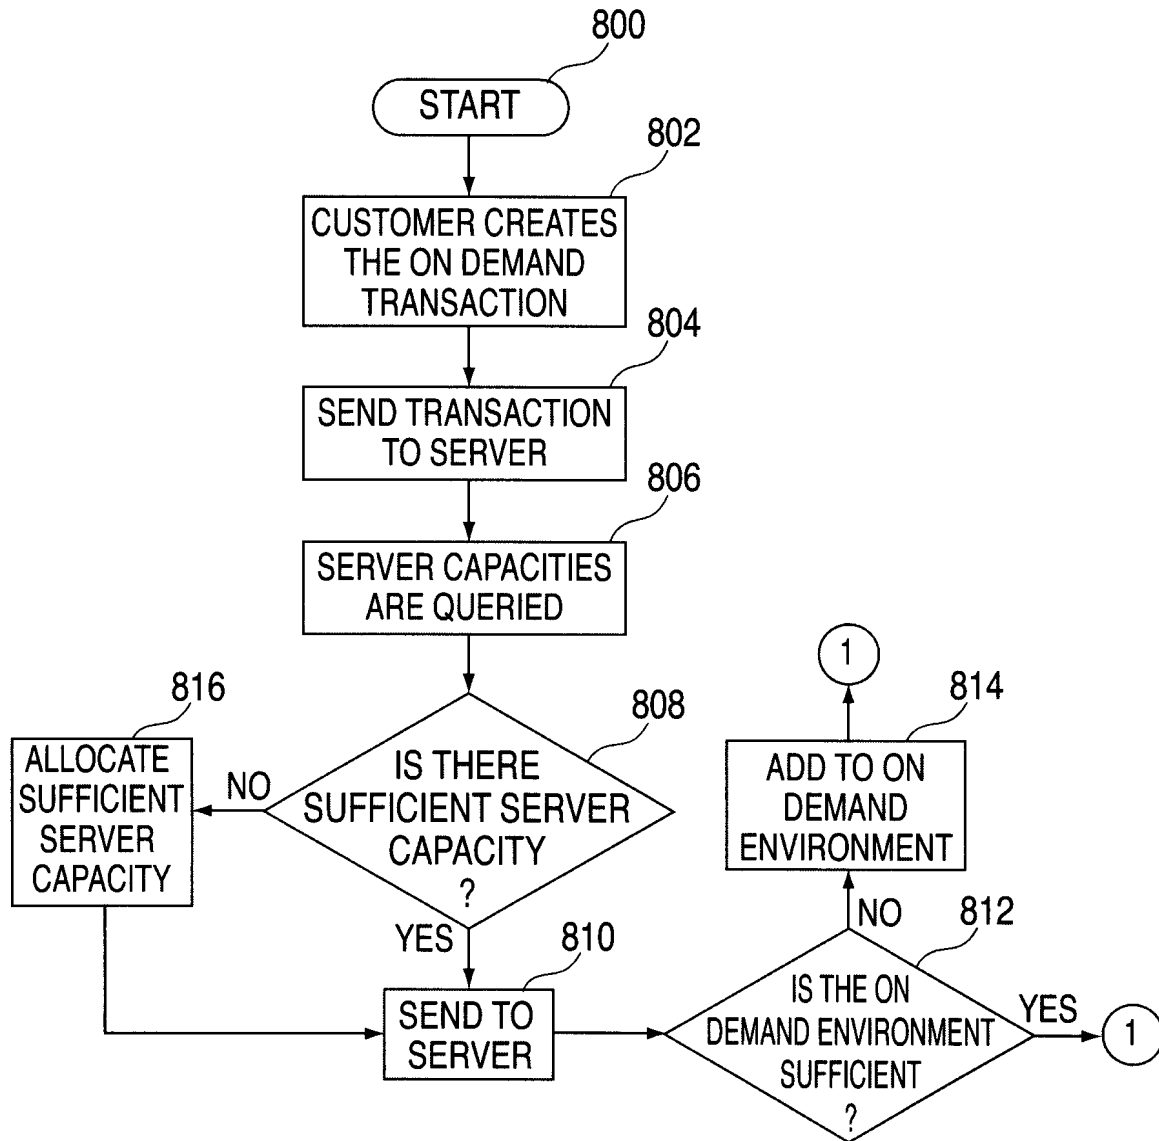 800
START
802
CUSTOMER CREATES
THE ON DEMAND
TRANSACTION
804
SEND TRANSACTION
TO SERVER
806
SERVER CAPACITIES
ARE QUERIED
808
IS THERE
SUFFICIENT SERVER
CAPACITY
?
NO
816
ALLOCATE
SUFFICIENT
SERVER
CAPACITY
YES
810
SEND TO
SERVER
812
IS THE ON
DEMAND ENVIRONMENT
SUFFICIENT
?
NO
814
ADD TO ON
DEMAND
ENVIRONMENT
1
YES
1